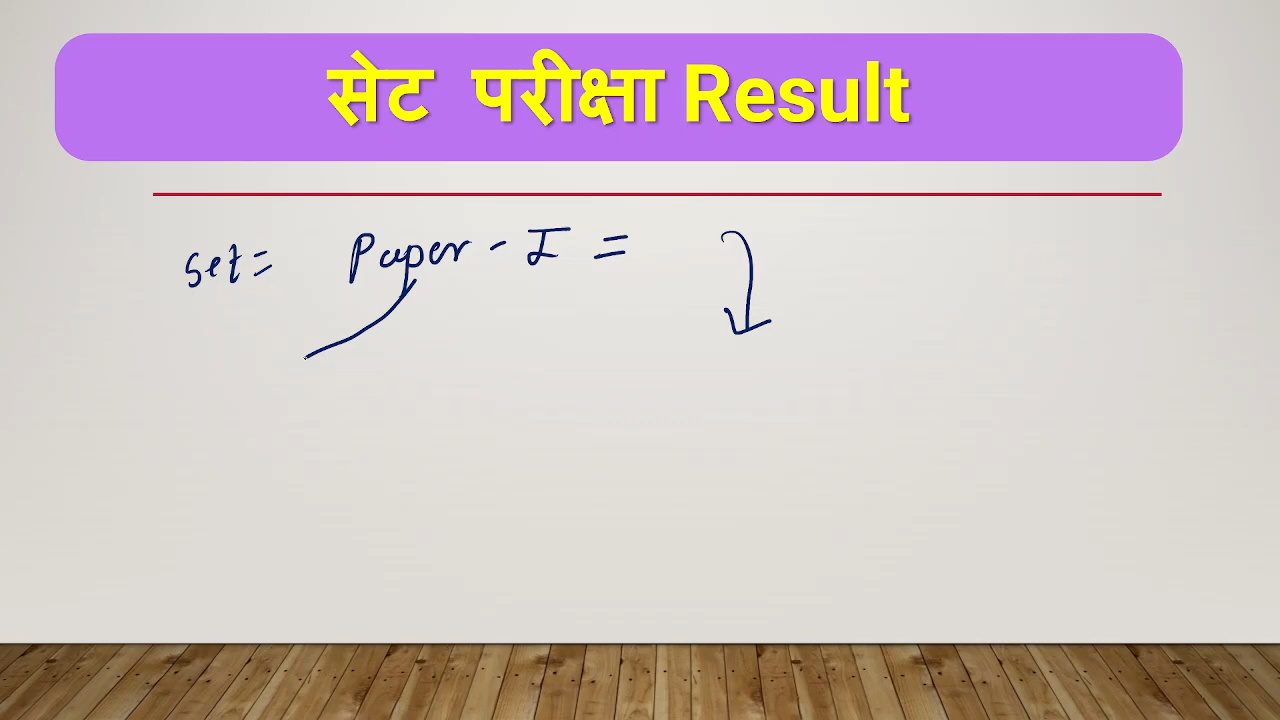 सेट परीक्षा Result
Set= Paper - I =